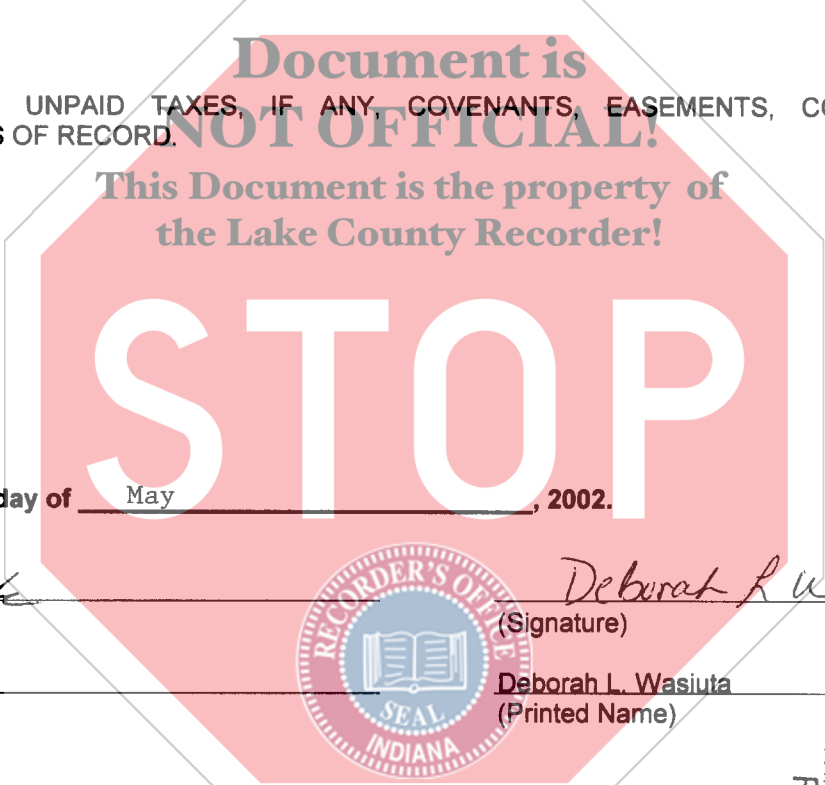 Document is
UNPAID TAXES, IF ANY, COVENANTS, EASEMENTS,
OF RECORD.
NOT OFFICIAL!
This Document is the property of
the Lake County Recorder!
STOP
day of May, 2002.
Deborah L
(Signature)
Deborah L. Wasiuta
(Printed Name)
RECORDER'S OFFICE
SEAL
INDIANA